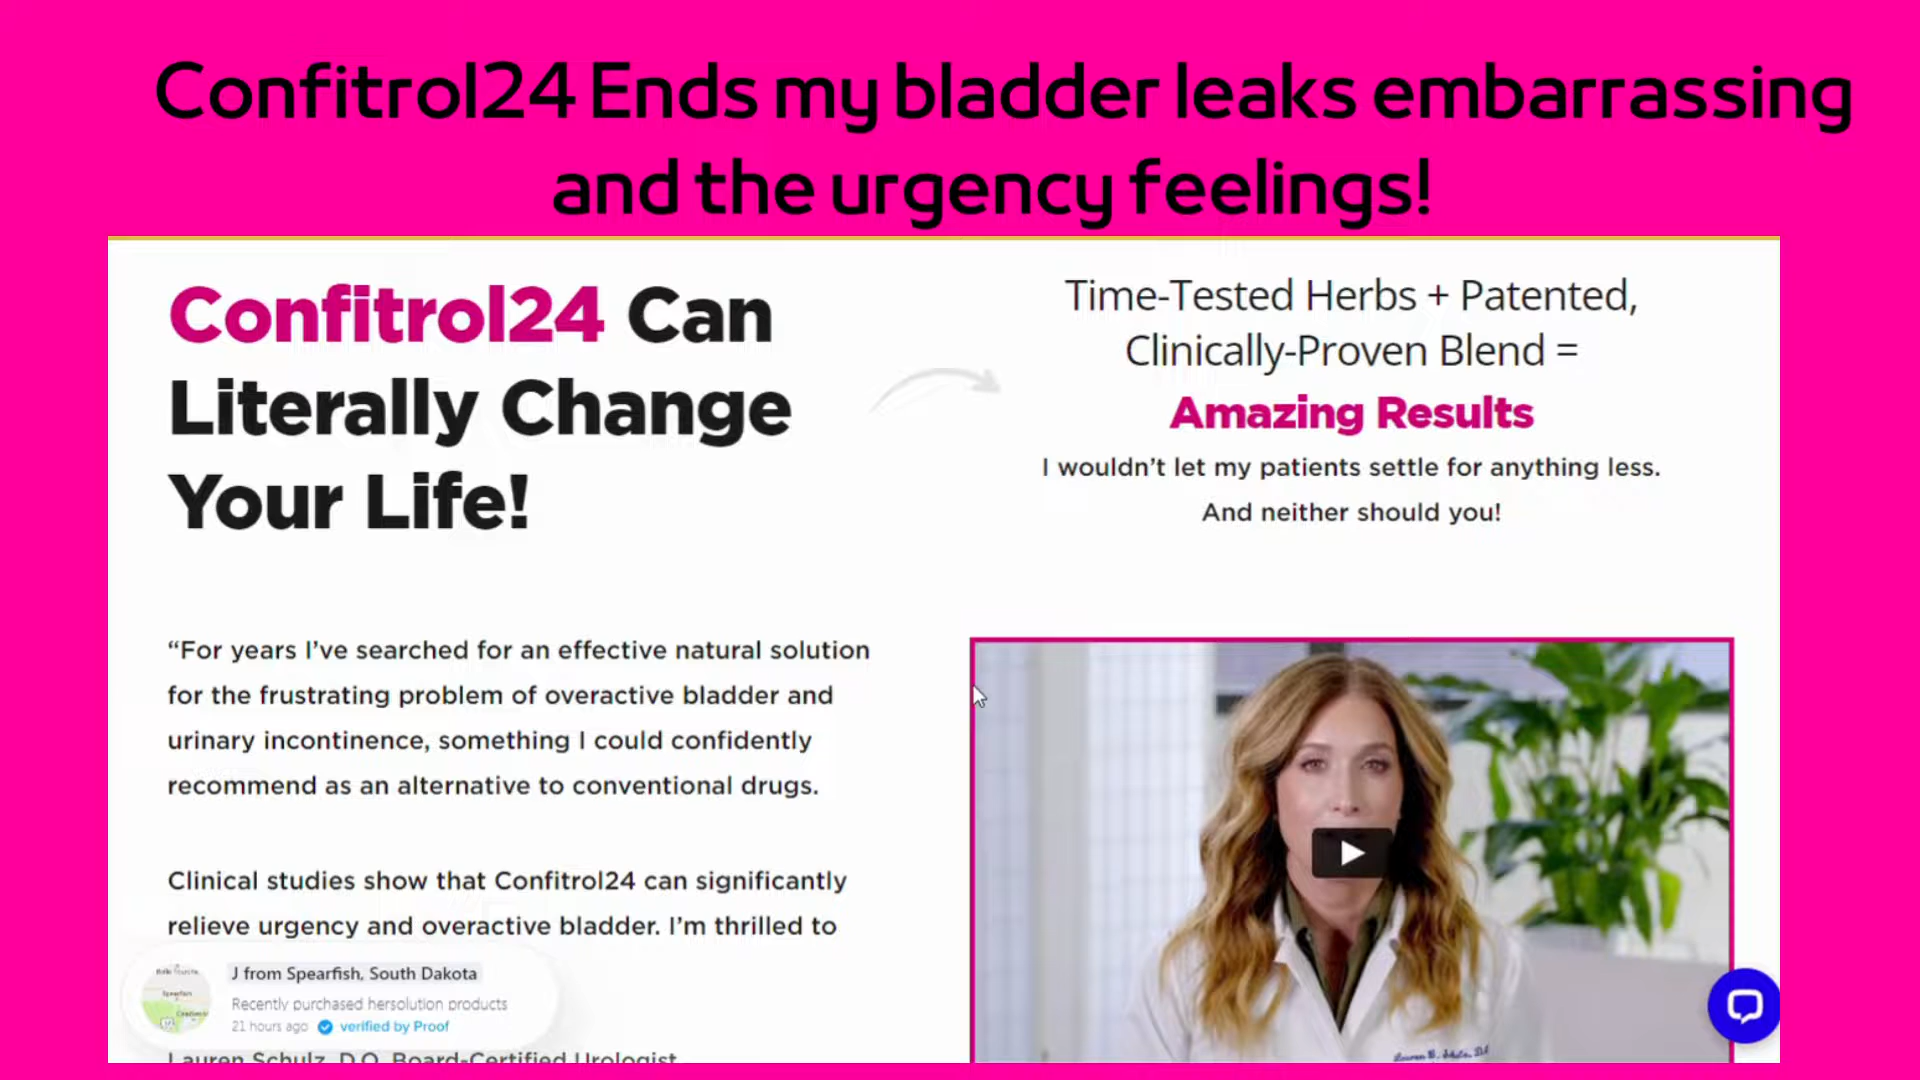 Confitrol24 Ends my bladder leaks embarrassing
and the urgency feelings!
Confitrol24 Can
Literally Change
Your Life!
Time-Tested Herbs + Patented,
Clinically-Proven Blend =
Amazing Results
I wouldn't let my patients settle for anything less.
And neither should you!
“For years I've searched for an effective natural solution
for the frustrating problem of overactive bladder and
urinary incontinence, something I could confidently
recommend as an alternative to conventional drugs.
Clinical studies show that Confitrol24 can significantly
relieve urgency and overactive bladder. I'm thrilled to
J from Spearfish, South Dakota
Recently purchased hersolution products
21 hours ago verified by Proof
Spearfish
Lauren Schulz, D.O. Board-Certified Urologist